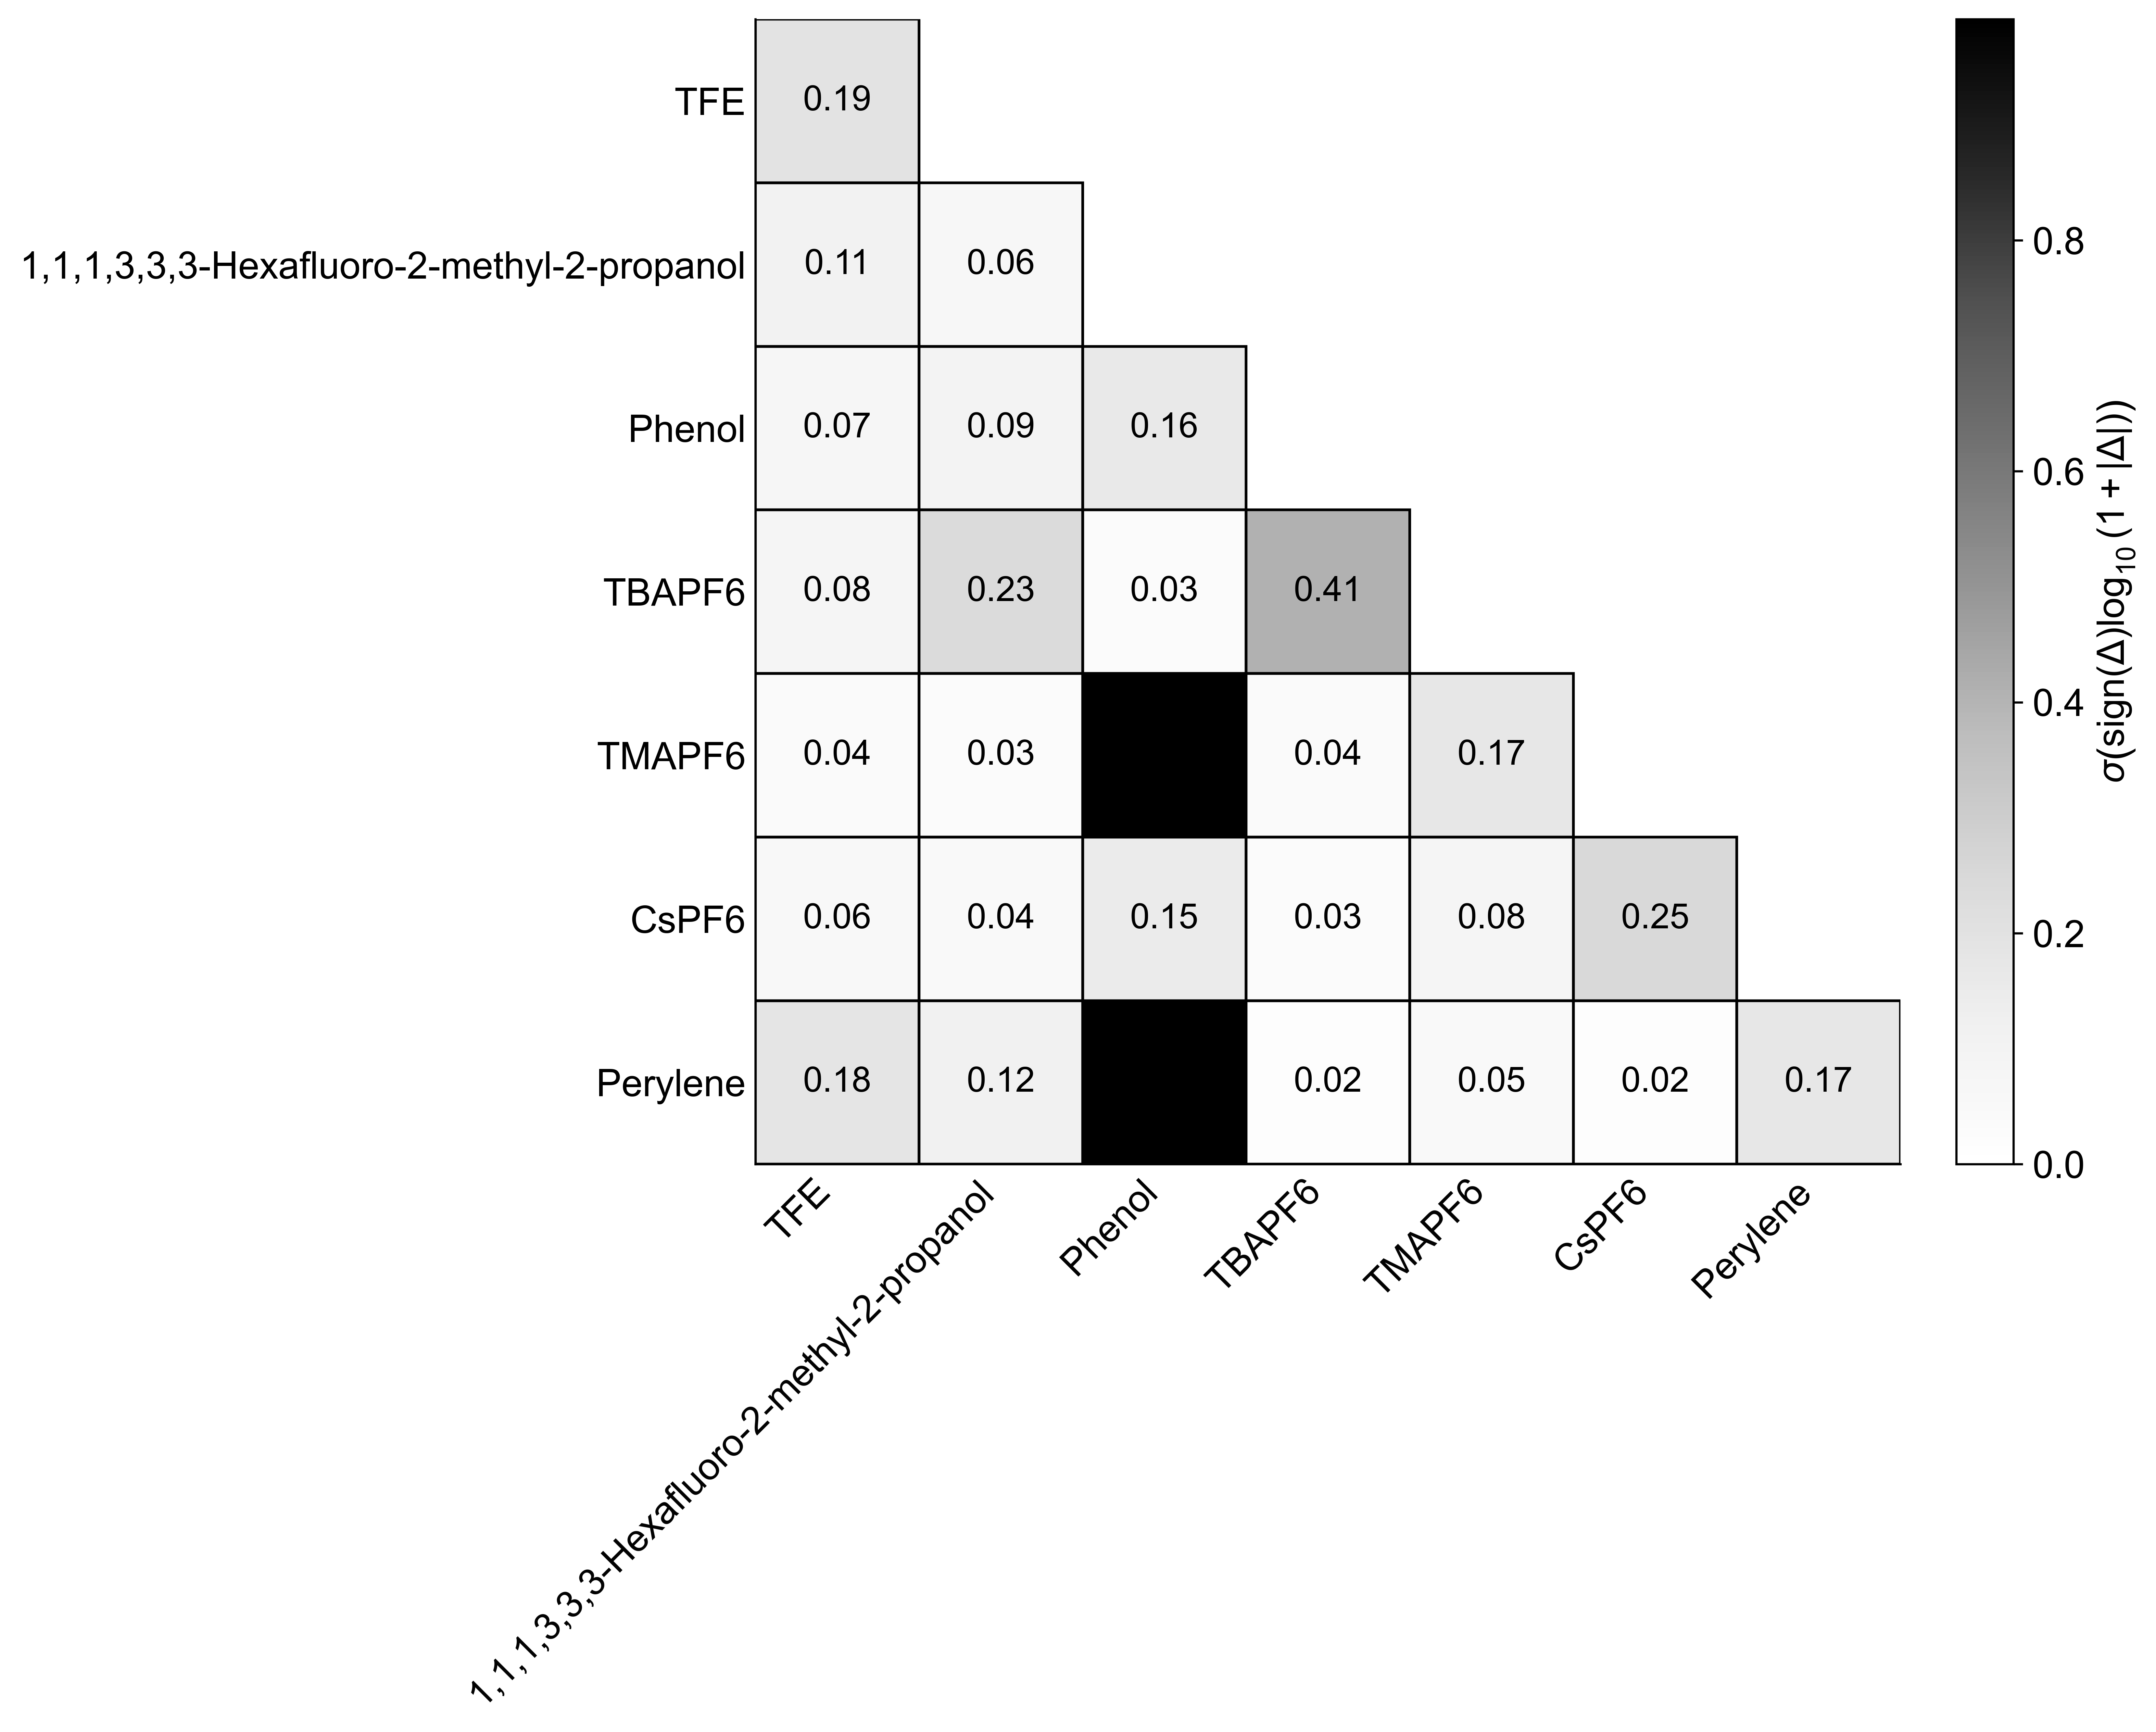 TFE 0.19
1,1,1,3,3,3-Hexafluoro-2-methyl-2-propanol 0.11 0.06
Phenol 0.07 0.09 0.16
TBAPF6 0.08 0.23 0.03 0.41
TMAPF6 0.04 0.03 0.04 0.17
CsPF6 0.06 0.04 0.15 0.03 0.08 0.25
Perylene 0.18 0.12 0.02 0.05 0.02 0.17
TFE
1,1,1,3,3,3-Hexafluoro-2-methyl-2-propanol
Phenol
TBAPF6
TMAPF6
CsPF6
Perylene
0.8
0.6
0.4
0.2
0.0
σ(sign(Δ)log₁₀ (1 + |Δ|))